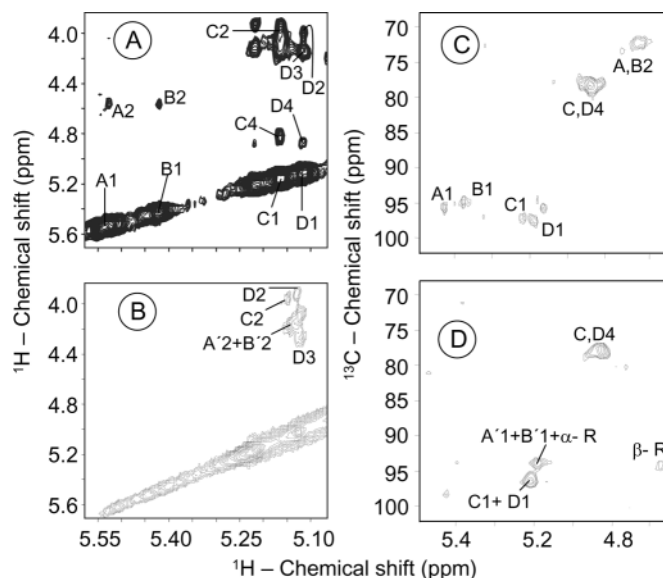 A
C2
D3
D2
A2
B2
C4
D4
A1
B1
C1
D1
4.0
4.4
4.8
5.2
5.6
B
D2
C2
A´2+B´2
D3
4.0
4.4
4.8
5.2
5.6
5.55
5.40
5.25
5.10
¹H – Chemical shift (ppm)
C
A,B2
C,D4
A1
B1
C1
D1
70
75
80
85
90
95
100
D
C,D4
A´1+B´1+α- R
β- R
C1+ D1
70
75
80
85
90
95
100
5.4
5.2
4.8
¹³C – Chemical shift (ppm)
¹H – Chemical shift (ppm)